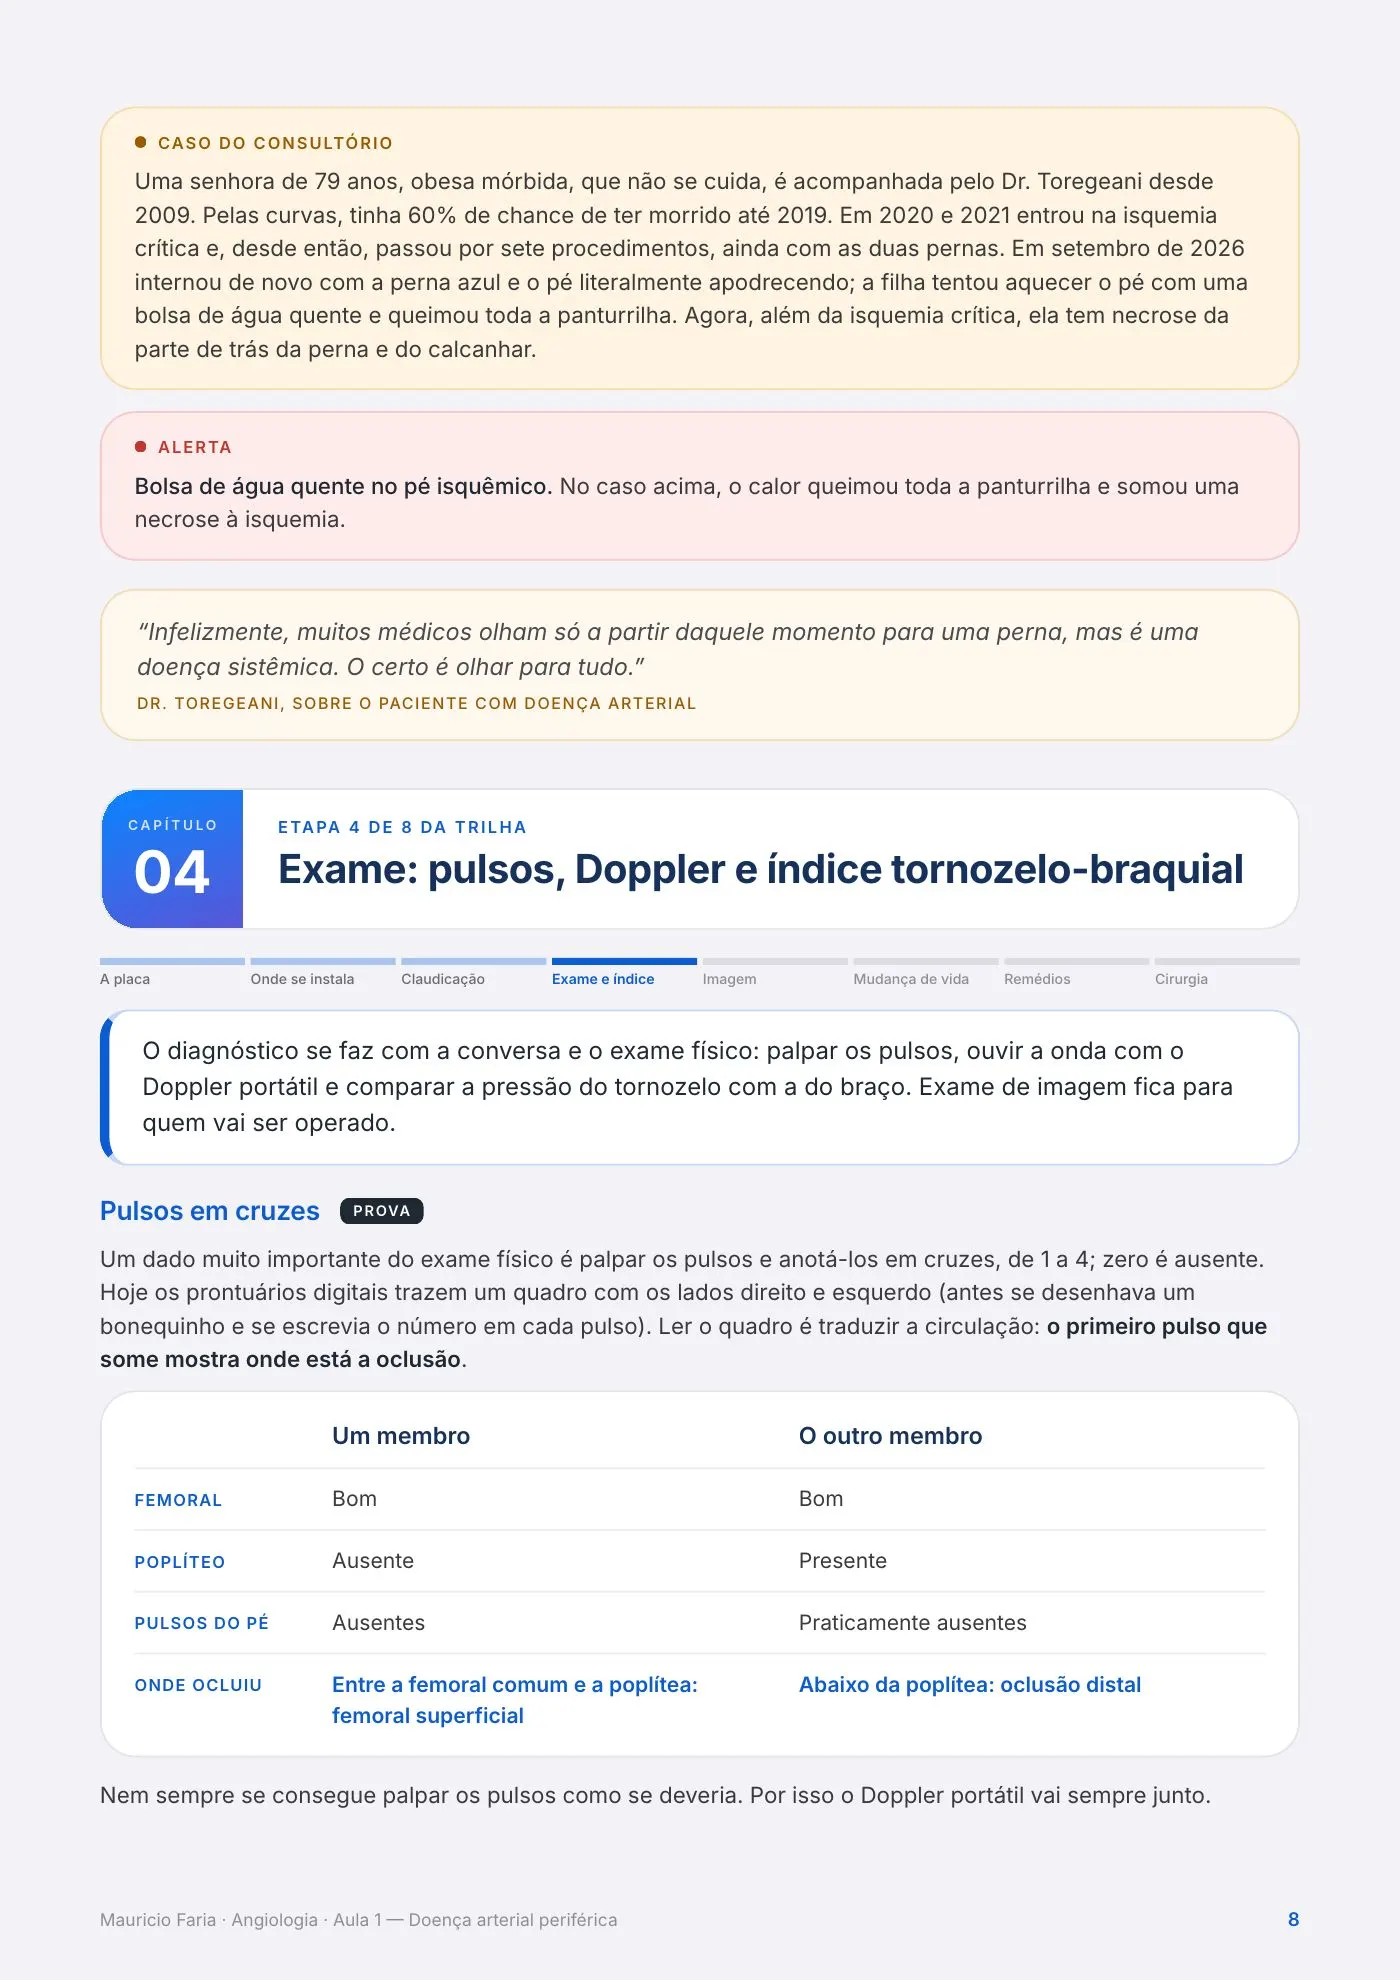 CASO DO CONSULTÓRIO
Uma senhora de 79 anos, obesa mórbida, que não se cuida, é acompanhada pelo Dr. Toregeani desde
2009. Pelas curvas, tinha 60% de chance de ter morrido até 2019. Em 2020 e 2021 entrou na isquemia
crítica e, desde então, passou por sete procedimentos, ainda com as duas pernas. Em setembro de 2026
internou de novo com a perna azul e o pé literalmente apodrecendo; a filha tentou aquecer o pé com uma
bolsa de água quente e queimou toda a panturrilha. Agora, além da isquemia crítica, ela tem necrose da
parte de trás da perna e do calcanhar.
ALERTA
Bolsa de água quente no pé isquêmico. No caso acima, o calor queimou toda a panturrilha e somou uma
necrose à isquemia.
“Infelizmente, muitos médicos olham só a partir daquele momento para uma perna, mas é uma
doença sistêmica. O certo é olhar para tudo.”
DR. TOREGEANI, SOBRE O PACIENTE COM DOENÇA ARTERIAL
CAPÍTULO
04
ETAPA 4 DE 8 DA TRILHA
Exame: pulsos, Doppler e índice tornozelo-braquial
A placa
Onde se instala
Claudicação
Exame e índice
Imagem
Mudança de vida
Remédios
Cirurgia
O diagnóstico se faz com a conversa e o exame físico: palpar os pulsos, ouvir a onda com o
Doppler portátil e comparar a pressão do tornozelo com a do braço. Exame de imagem fica para
quem vai ser operado.
Pulsos em cruzes PROVA
Um dado muito importante do exame físico é palpar os pulsos e anotá-los em cruzes, de 1 a 4; zero é ausente.
Hoje os prontuários digitais trazem um quadro com os lados direito e esquerdo (antes se desenhava um
bonequinho e se escrevia o número em cada pulso). Ler o quadro é traduzir a circulação: o primeiro pulso que
some mostra onde está a oclusão.
Um membro O outro membro
FEMORAL Bom Bom
POPLÍTEO Ausente Presente
PULSOS DO PÉ Ausentes Praticamente ausentes
ONDE OCLUIU Entre a femoral comum e a poplítea: Abaixo da poplítea: oclusão distal
femoral superficial
Nem sempre se consegue palpar os pulsos como se deveria. Por isso o Doppler portátil vai sempre junto.
Mauricio Faria · Angiologia · Aula 1 — Doença arterial periférica 8